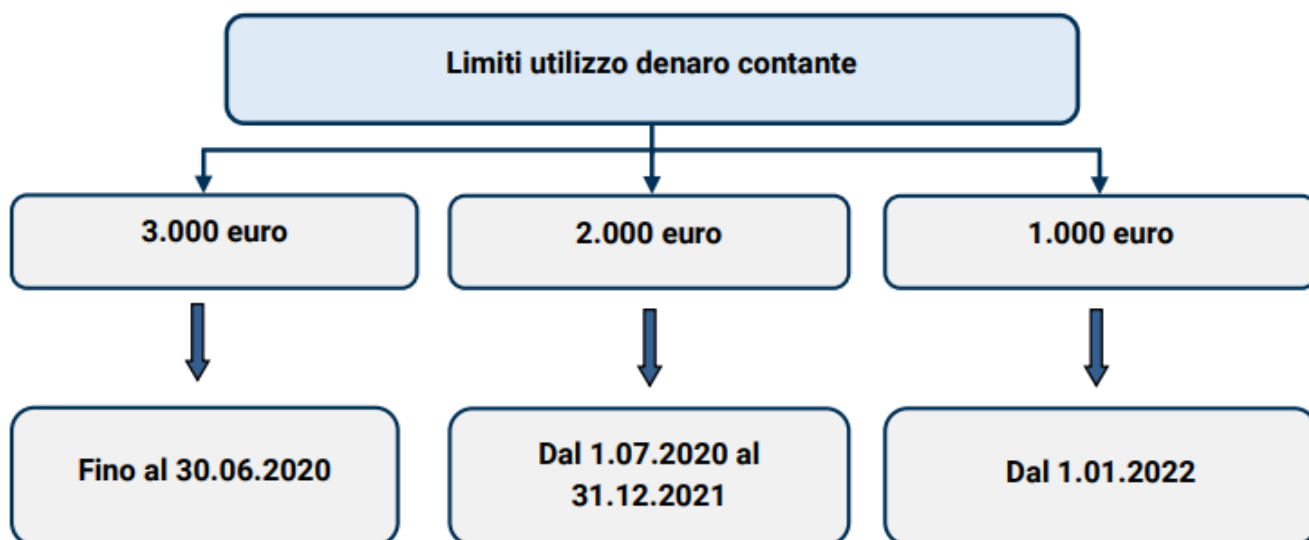 Limiti utilizzo denaro contante
3.000 euro
2.000 euro
1.000 euro
Fino al 30.06.2020
Dal 1.07.2020 al
31.12.2021
Dal 1.01.2022